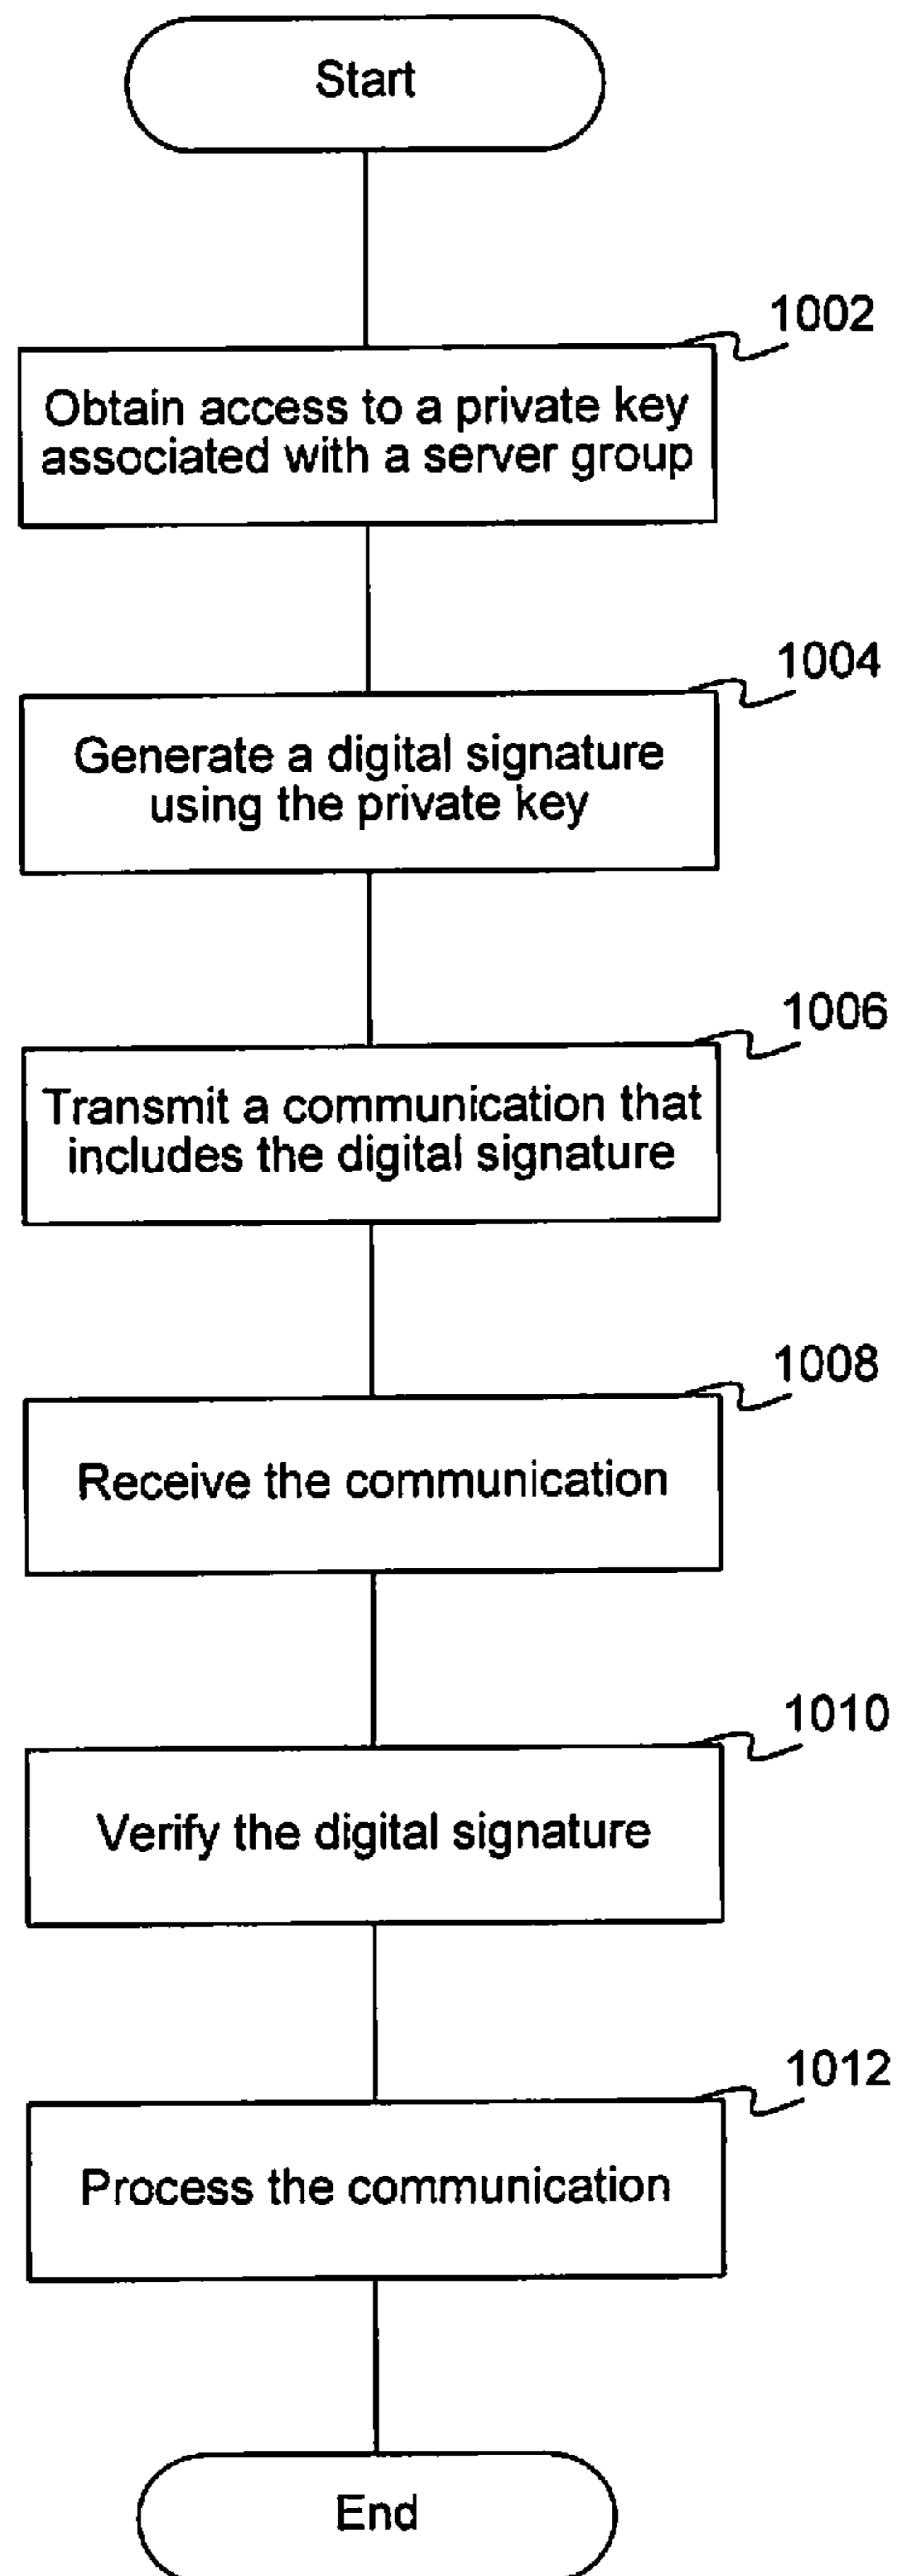 Start
1002
Obtain access to a private key
associated with a server group
1004
Generate a digital signature
using the private key
1006
Transmit a communication that
includes the digital signature
1008
Receive the communication
1010
Verify the digital signature
1012
Process the communication
End